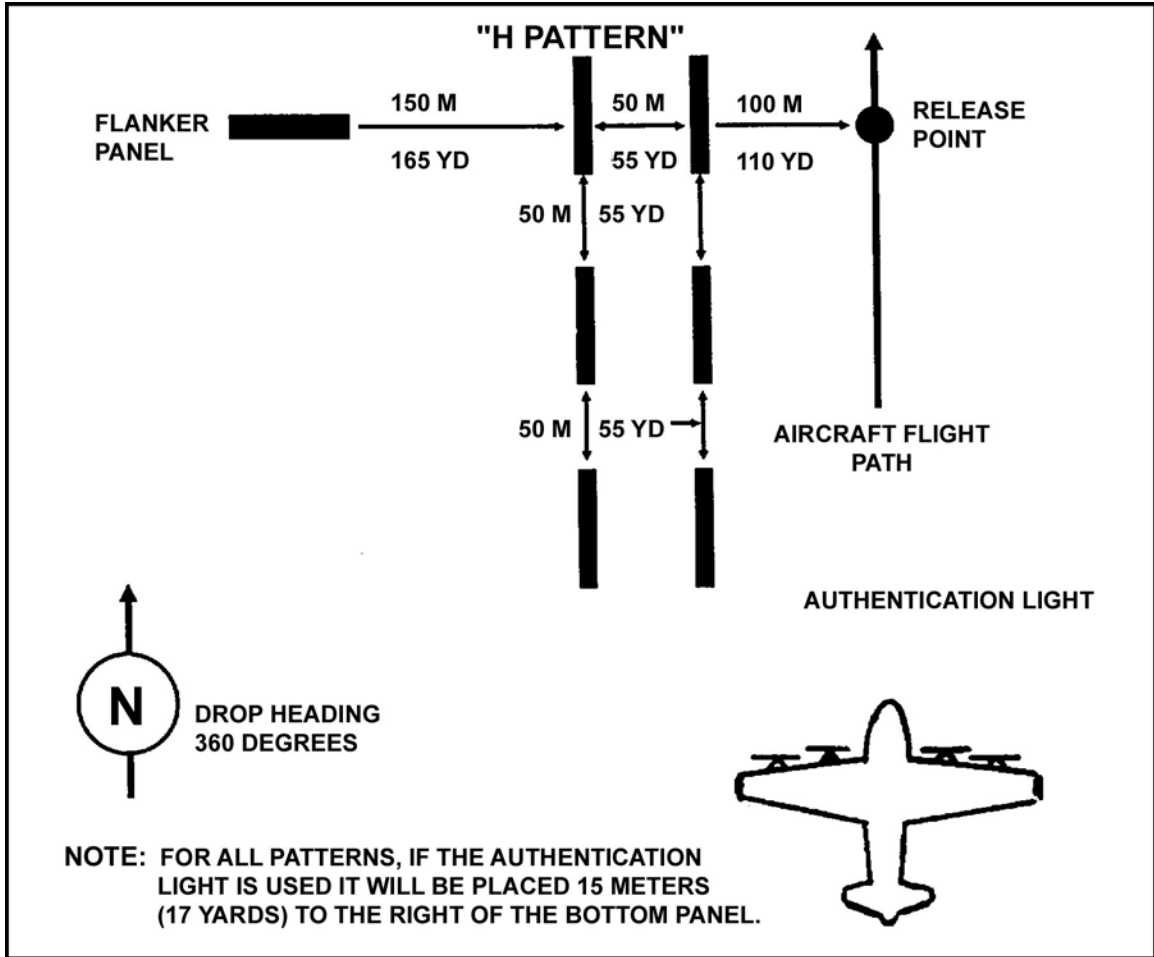 "H PATTERN"
FLANKER
PANEL
150 M
165 YD
50 M
55 YD
100 M
110 YD
RELEASE
POINT
50 M 55 YD
50 M 55 YD
AIRCRAFT FLIGHT
PATH
AUTHENTICATION LIGHT
N
DROP HEADING
360 DEGREES
NOTE: FOR ALL PATTERNS, IF THE AUTHENTICATION
LIGHT IS USED IT WILL BE PLACED 15 METERS
(17 YARDS) TO THE RIGHT OF THE BOTTOM PANEL.